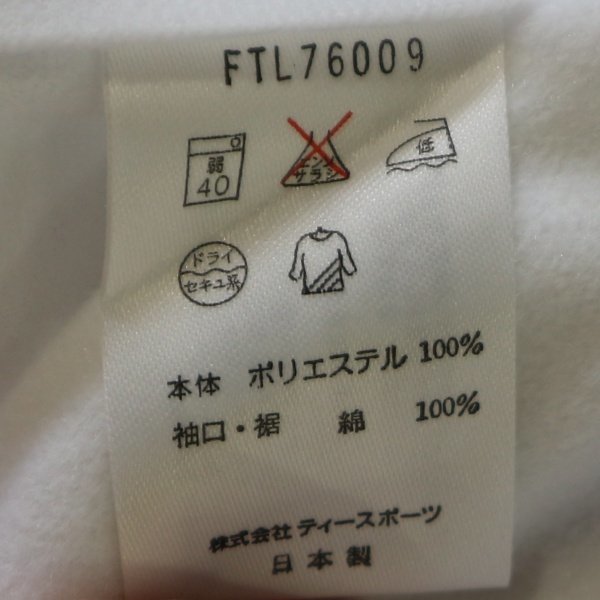 FTL76009
弱
40
エンソ
サラシ
低
ドライ
セキユ系
本体 ポリエステル 100%
袖口・裾 綿 100%
株式会社 ティースポーツ
日本製